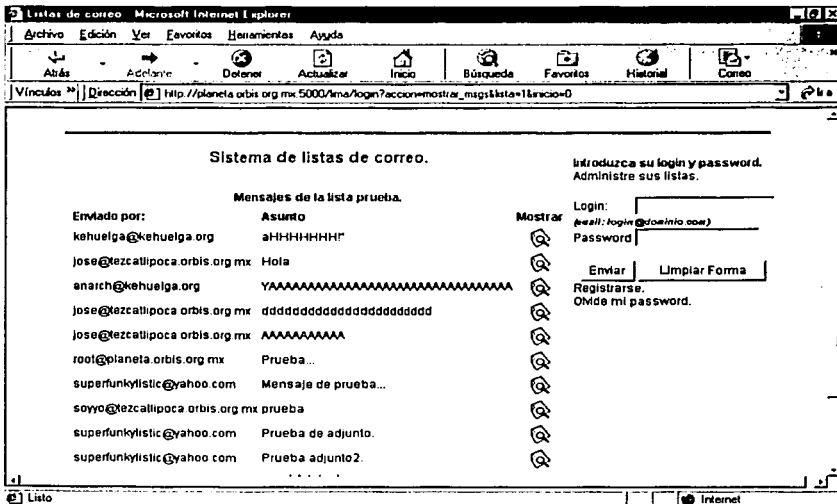 Listas de correo Microsoft Internet Explorer
Archivo Edición Ver Favoritos Herramientas Ayuda
Atrás Adelante Detener Actualizar Inicio Búsqueda Favoritos Historial Correo
Vínculos » Dirección http://planeta.orbis.org.mx:5000/lima/login?accion=mostrar_msgs&lista=1&inicio=0 Ir a
Sistema de listas de correo.
Mensajes de la lista prueba.
Enviado por: Asunto Mostrar
kehuelga@kehuelga.org aHHHHHHH!"
jose@tezcatlipoca.orbis.org.mx Hola
anarch@kehuelga.org
jose@tezcatlipoca.orbis.org.mx
jose@tezcatlipoca.orbis.org.mx AAAAAAAAAAA
root@planeta.orbis.org.mx Prueba...
superfunkylistic@yahoo.com Mensaje de prueba...
soyyo@tezcatlipoca.orbis.org.mx prueba
superfunkylistic@yahoo.com Prueba de adjunto.
superfunkylistic@yahoo.com Prueba adjunto2.
Introduzca su login y password.
Administre sus listas.
Login:
(email: login@dominio.com)
Password
Enviar Limpiar Forma
Registrarse.
Olvide mi password.
Listo Internet